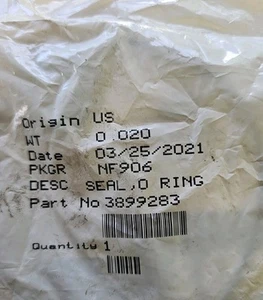 Origin US
WT 0.020
Date 03/25/2021
PKGR NF906
DESC SEAL,O RING
Part No 3899283
Quantity 1